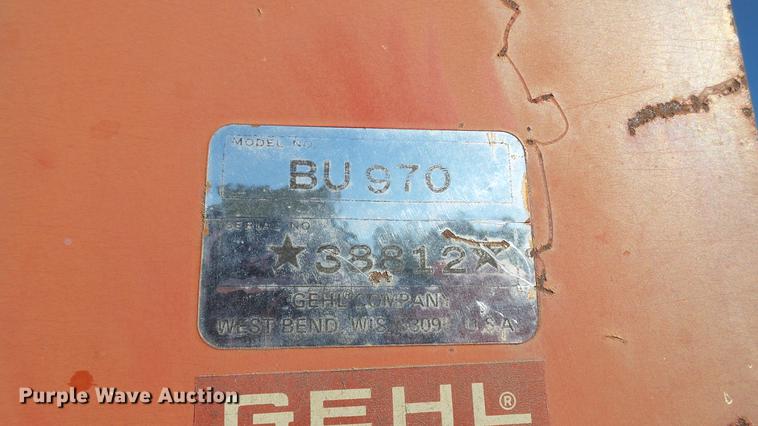 MODEL NO.
BU 970
SERIAL NO.
★38812★
GEHL® COMPANY
WEST BEND, WIS. U.S.A.
GEHL®
Purple Wave Auction